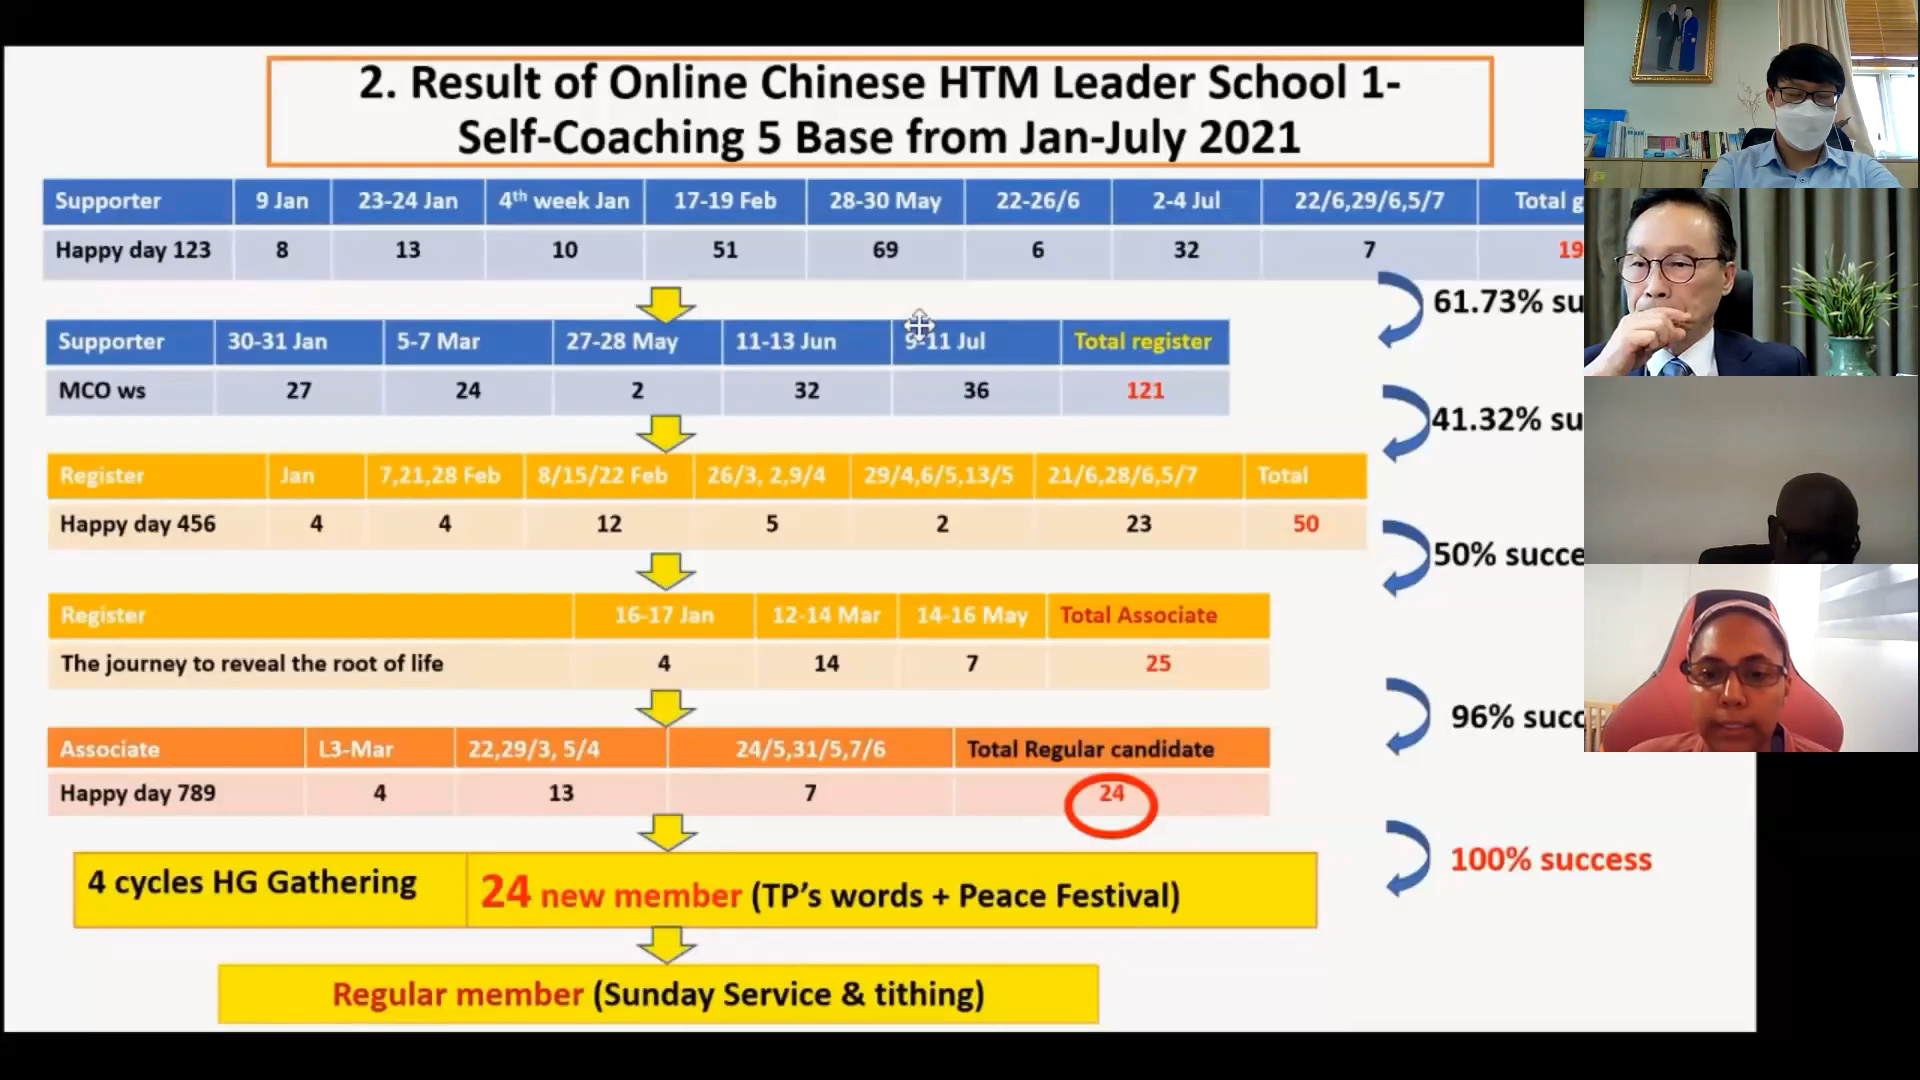 2. Result of Online Chinese HTM Leader School 1-
Self-Coaching 5 Base from Jan-July 2021
Supporter 9 Jan 23-24 Jan 4th week Jan 17-19 Feb 28-30 May 22-26/6 2-4 Jul 22/6,29/6,5/7 Total
Happy day 123 8 13 10 51 69 6 32 7
61.73%
Supporter 30-31 Jan 5-7 Mar 27-28 May 11-13 Jun 9-11 Jul Total register
MCO ws 27 24 2 32 36 121
41.32%
Register Jan 7,21,28 Feb 8/15/22 Feb 26/3, 2,9/4 29/4,6/5,13/5 21/6,28/6,5/7 Total
Happy day 456 4 4 12 5 2 23 50
50%
Register 16-17 Jan 12-14 Mar 14-16 May Total Associate
The journey to reveal the root of life 4 14 7 25
96%
Associate L3-Mar 22,29/3, 5/4 24/5,31/5,7/6 Total Regular candidate
Happy day 789 4 13 7 24
100% success
4 cycles HG Gathering 24 new member (TP's words + Peace Festival)
Regular member (Sunday Service & tithing)